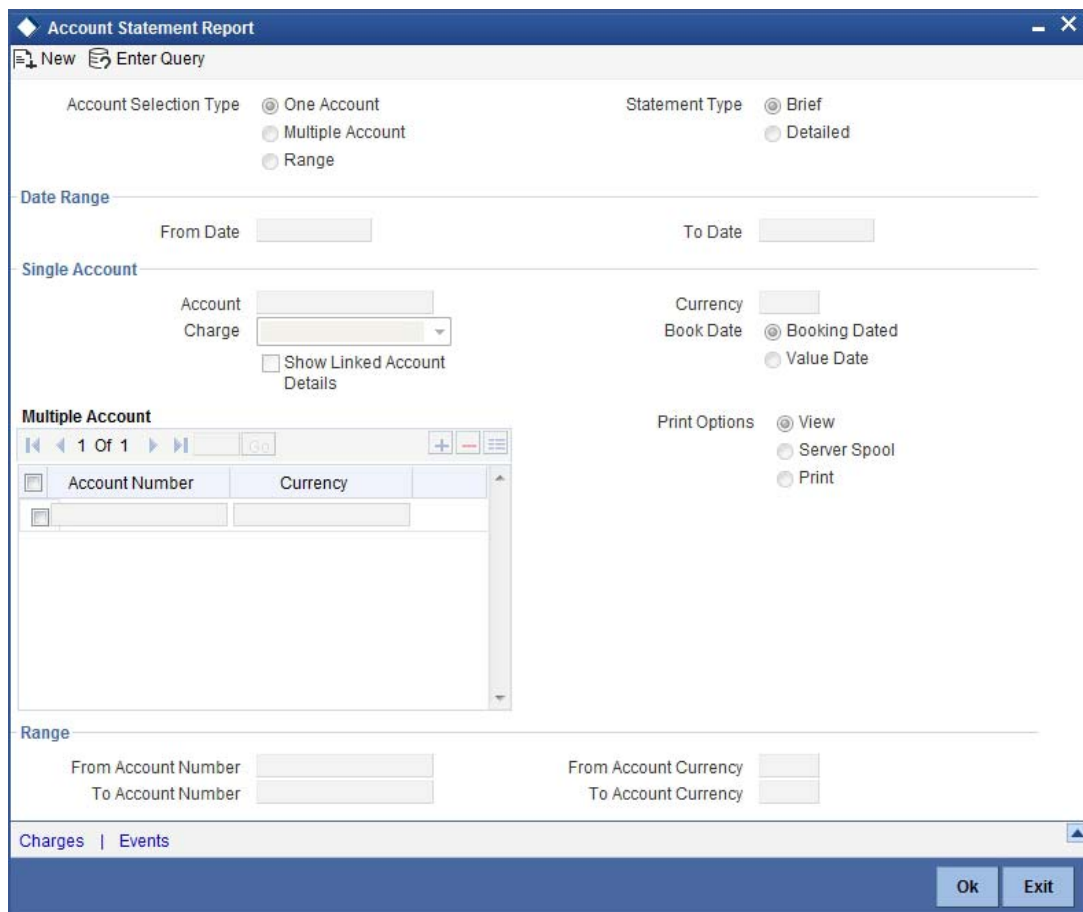 Account Statement Report
New Enter Query
Account Selection Type One Account Statement Type Brief
Multiple Account Detailed
Range
Date Range
From Date To Date
Single Account
Account Currency
Charge Book Date Booking Dated
Show Linked Account Value Date
Details
Multiple Account Print Options View
1 Of 1 Go Server Spool
Account Number Currency Print
Range
From Account Number From Account Currency
To Account Number To Account Currency
Charges | Events
Ok Exit